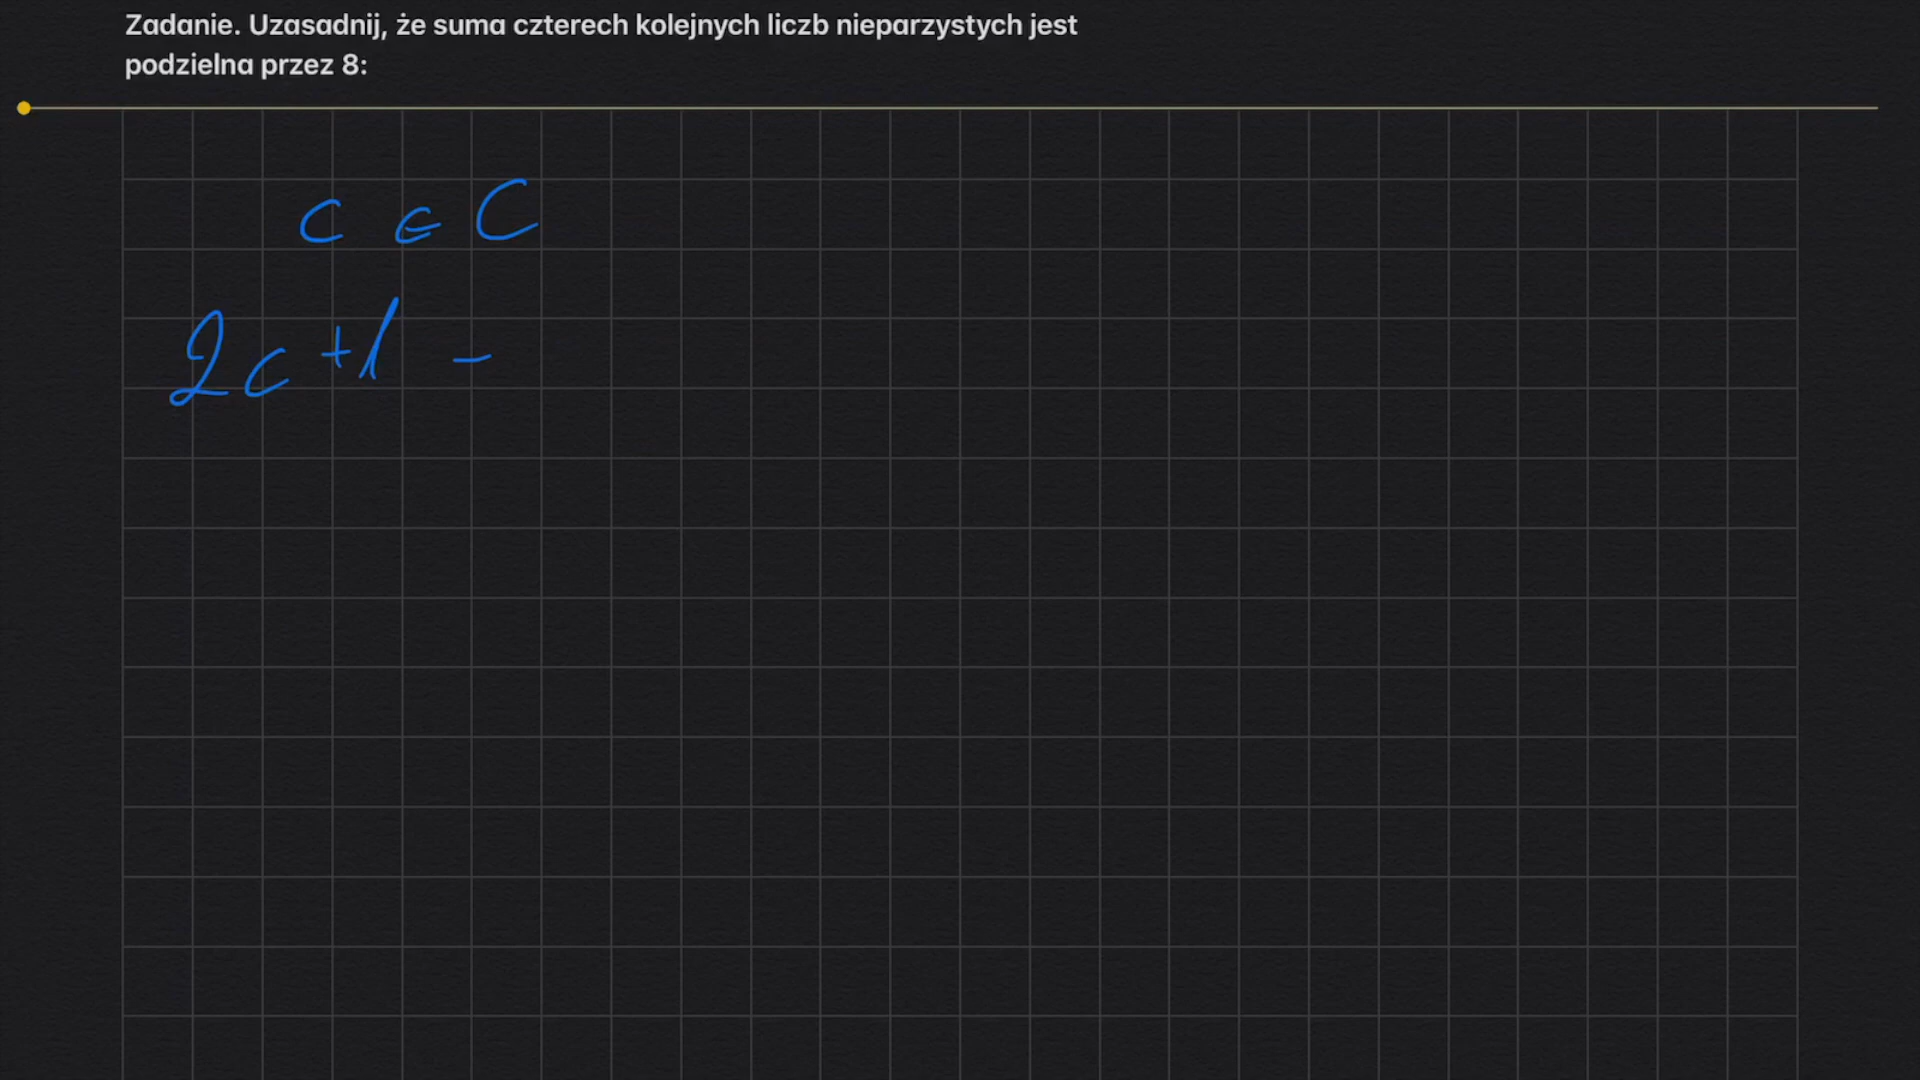 Zadanie. Uzasadnij, że suma czterech kolejnych liczb nieparzystych jest
podzielna przez 8:
c ∈ C
2c + 1 -